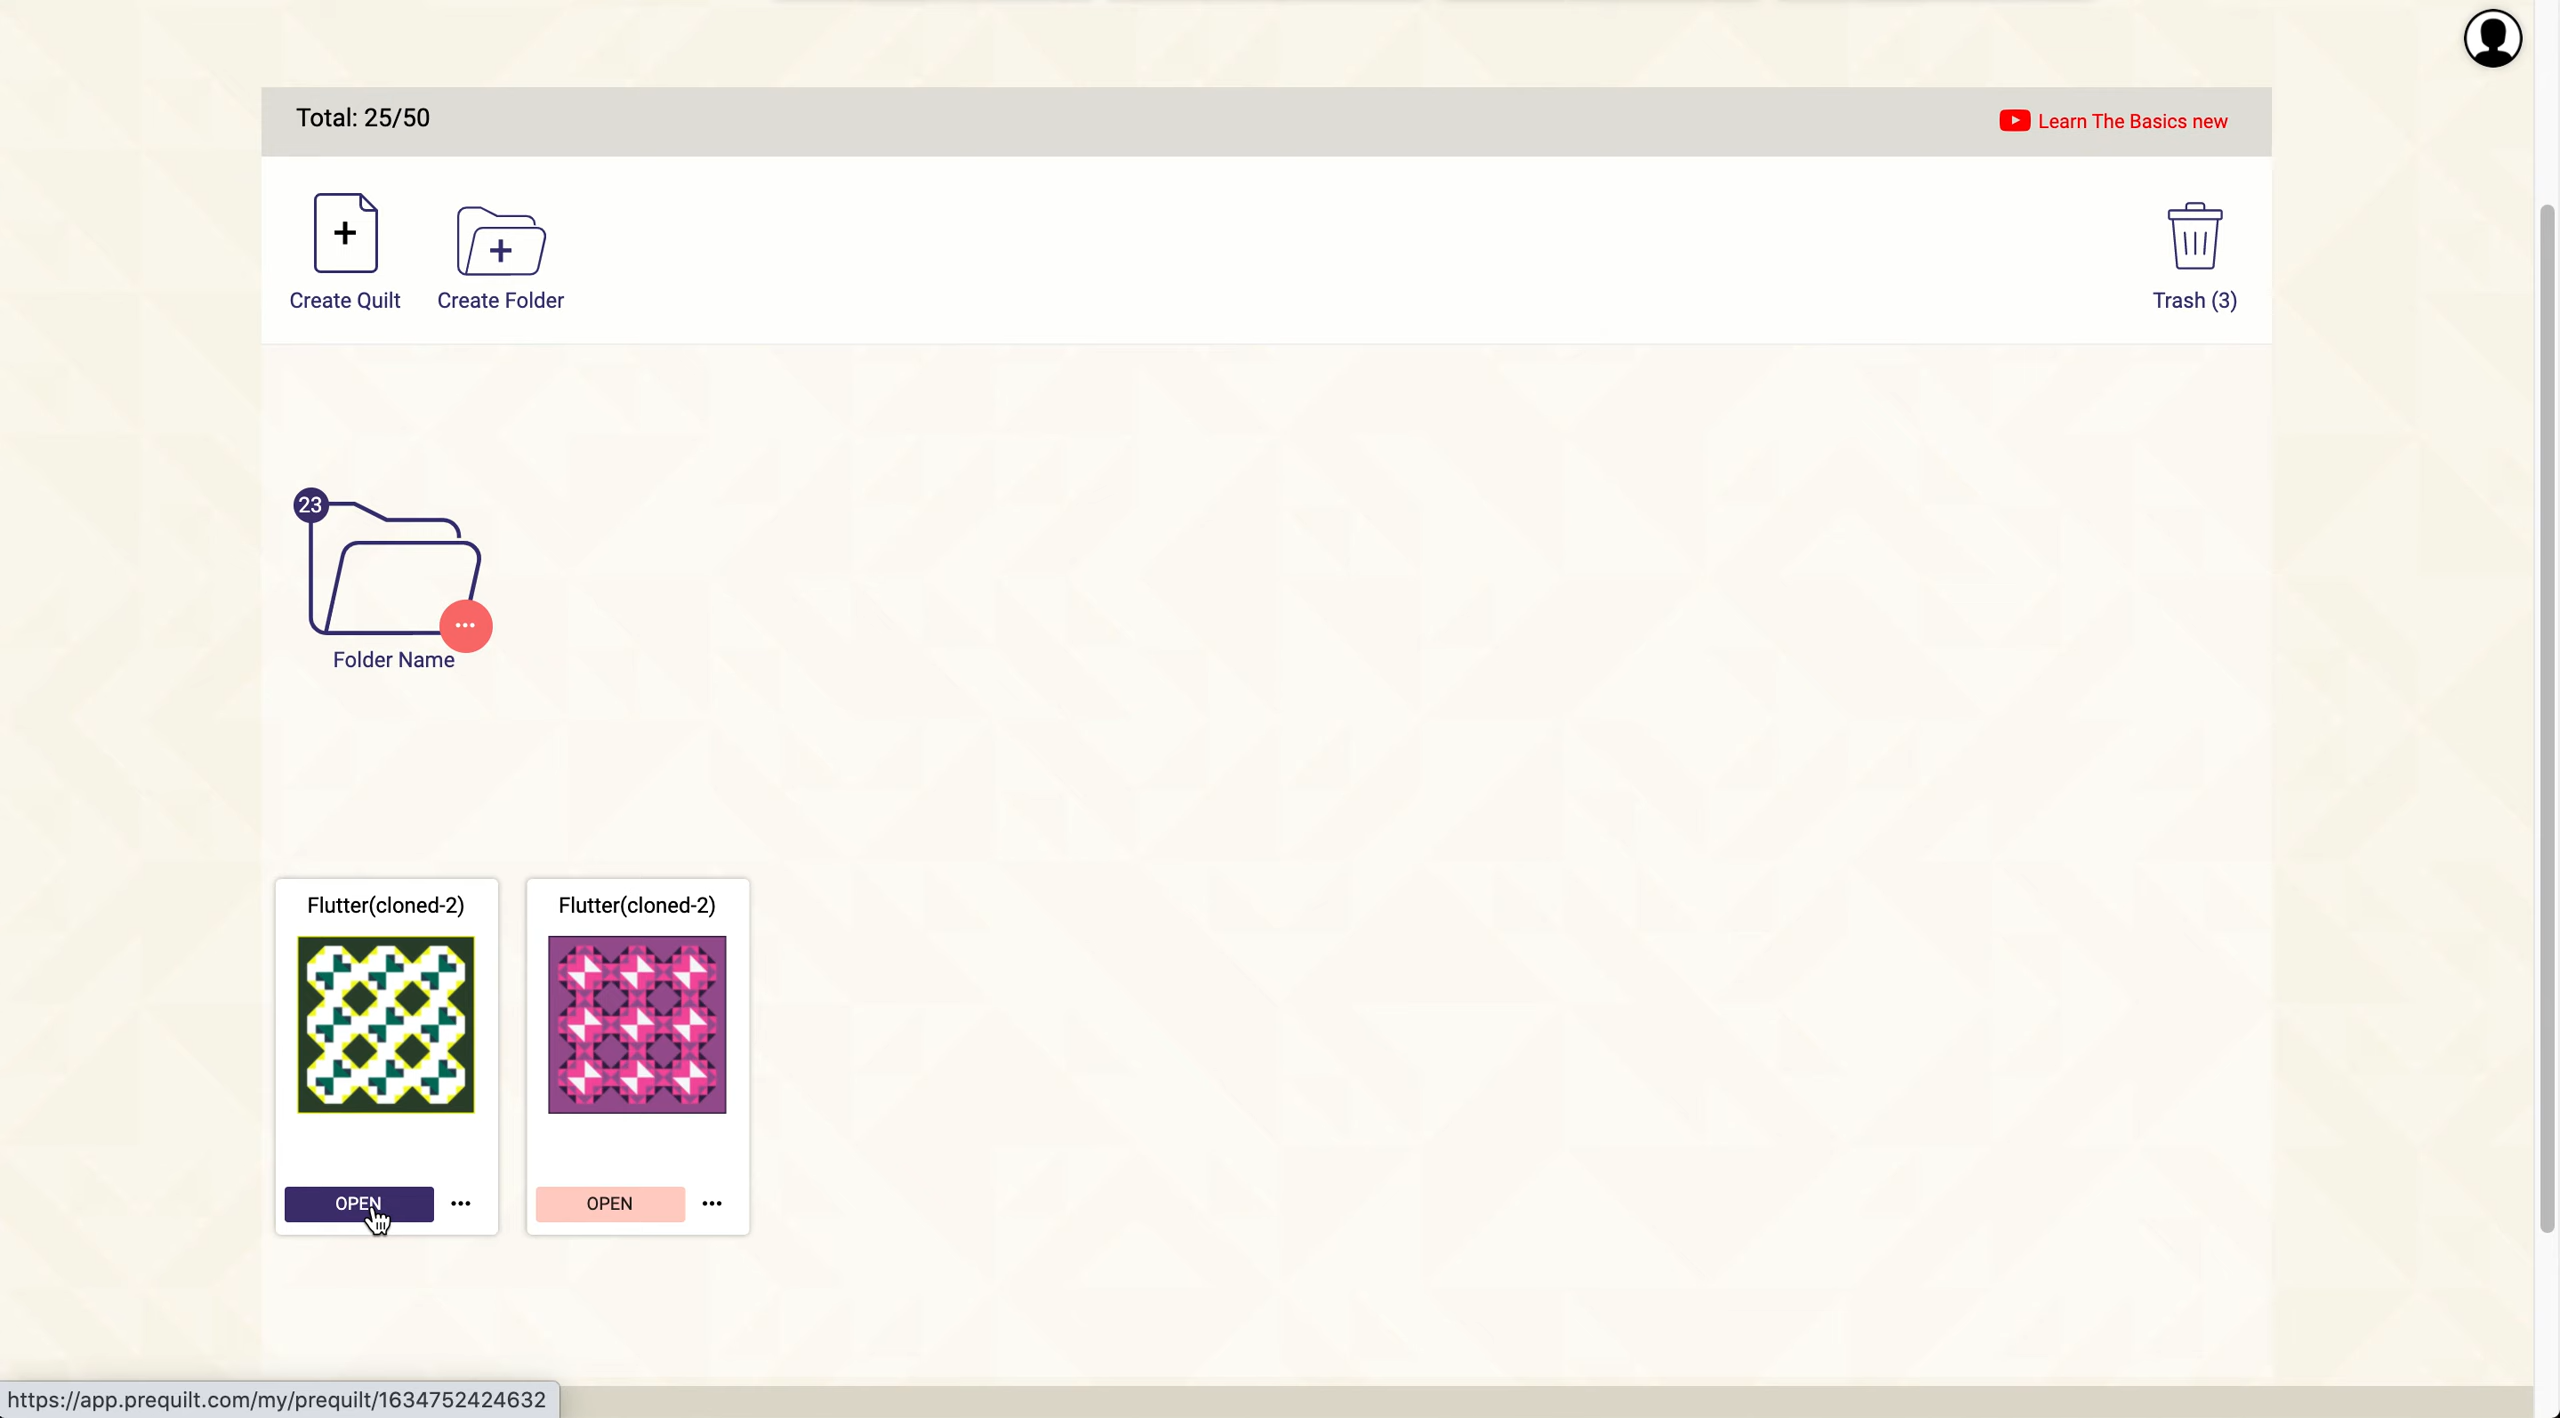 Total: 25/50
Learn The Basics new
Create Quilt
Create Folder
Trash (3)
23
Folder Name
Flutter(cloned-2)
Flutter(cloned-2)
OPEN
OPEN
https://app.prequilt.com/my/prequilt/1634752424632